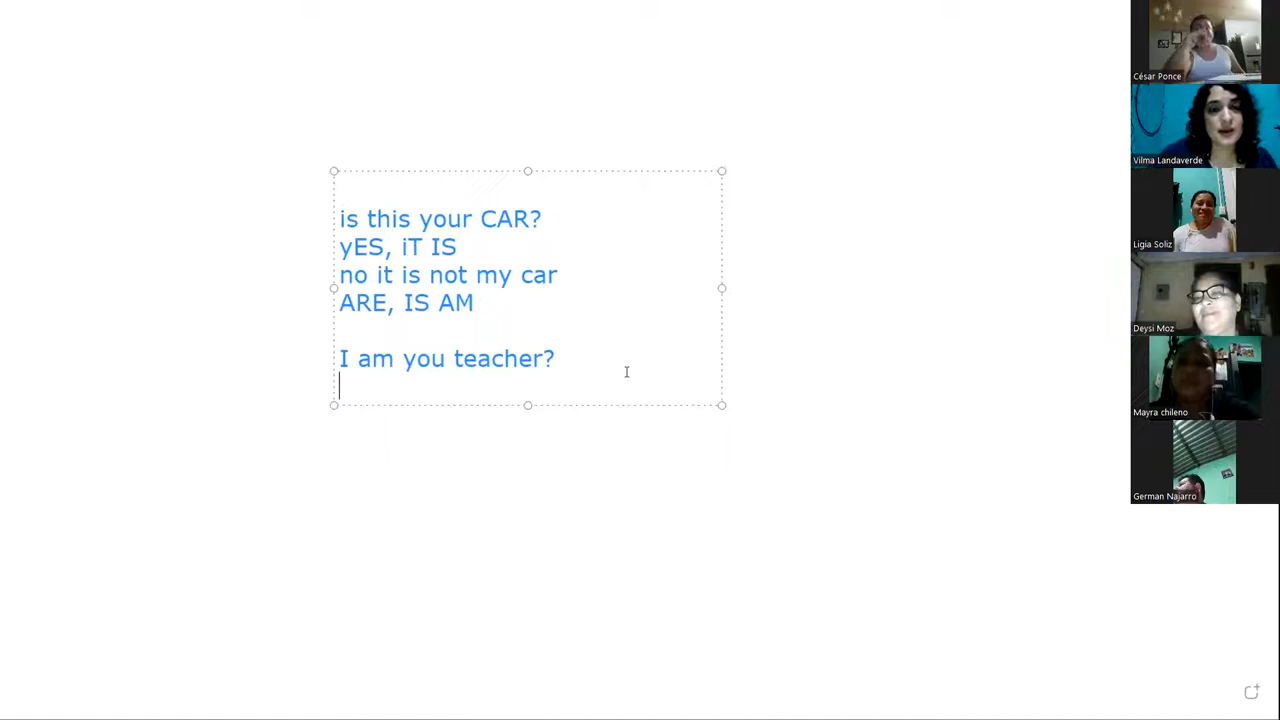 César Ponce
Vilma Landaverde
is this your CAR?
yES, iT IS
no it is not my car
ARE, IS AM
I am you teacher?
Ligia Soliz
Deysi Moz
Mayra chileno
German Najarro